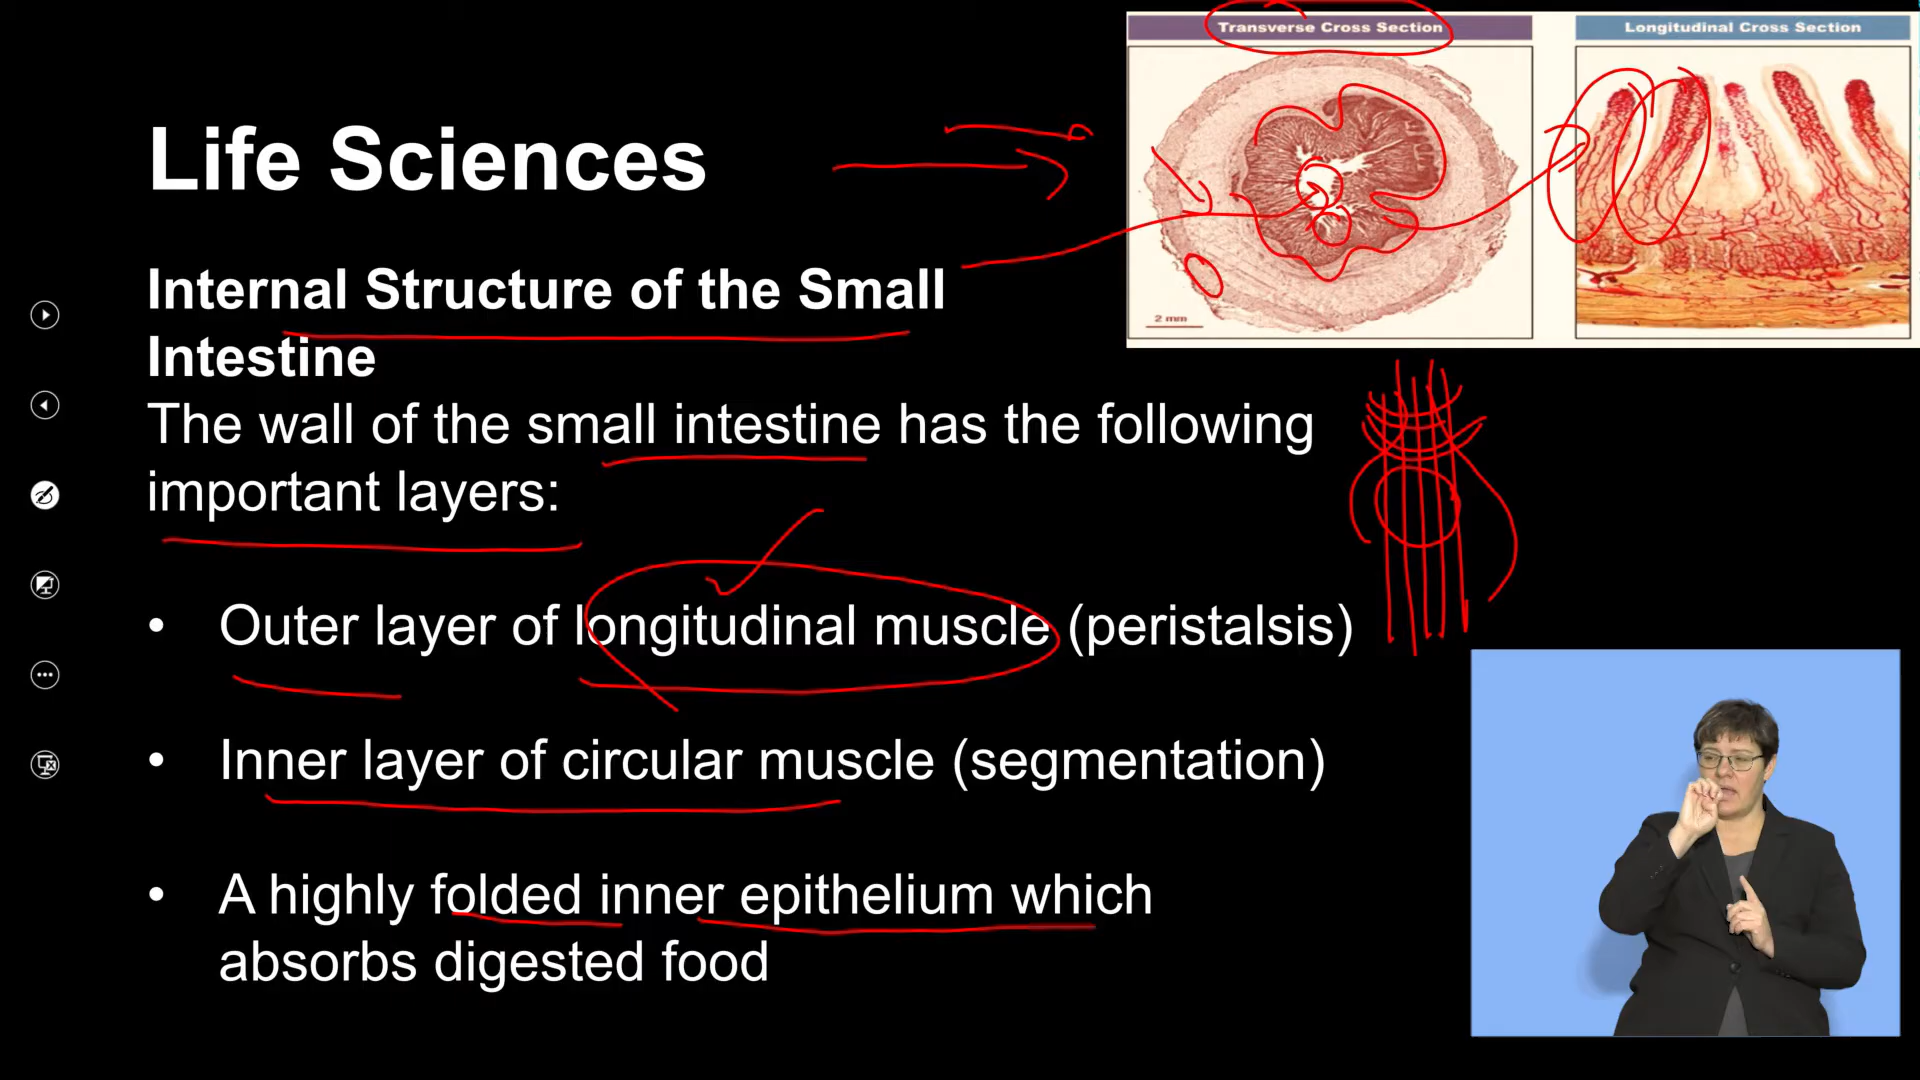 Transverse Cross Section
Longitudinal Cross Section
2 mm
Life Sciences
Internal Structure of the Small
Intestine
The wall of the small intestine has the following
important layers:
• Outer layer of longitudinal muscle (peristalsis)
• Inner layer of circular muscle (segmentation)
• A highly folded inner epithelium which
absorbs digested food